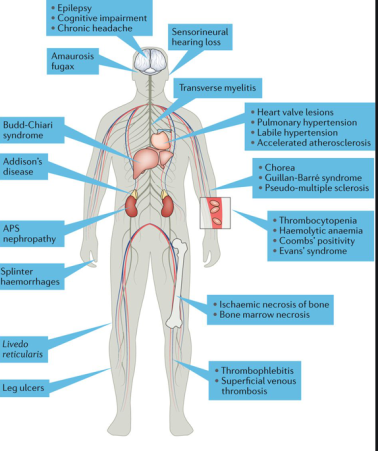 • Epilepsy
• Cognitive impairment
• Chronic headache
Sensorineural
hearing loss
Amaurosis
fugax
Transverse myelitis
• Heart valve lesions
• Pulmonary hypertension
• Labile hypertension
• Accelerated atherosclerosis
Budd-Chiari
syndrome
Addison's
disease
• Chorea
• Guillan-Barrè syndrome
• Pseudo-multiple sclerosis
APS
nephropathy
• Thrombocytopenia
• Haemolytic anaemia
• Coombs' positivity
• Evans' syndrome
Splinter
haemorrhages
• Ischaemic necrosis of bone
• Bone marrow necrosis
Livedo
reticularis
• Thrombophlebitis
• Superficial venous
thrombosis
Leg ulcers